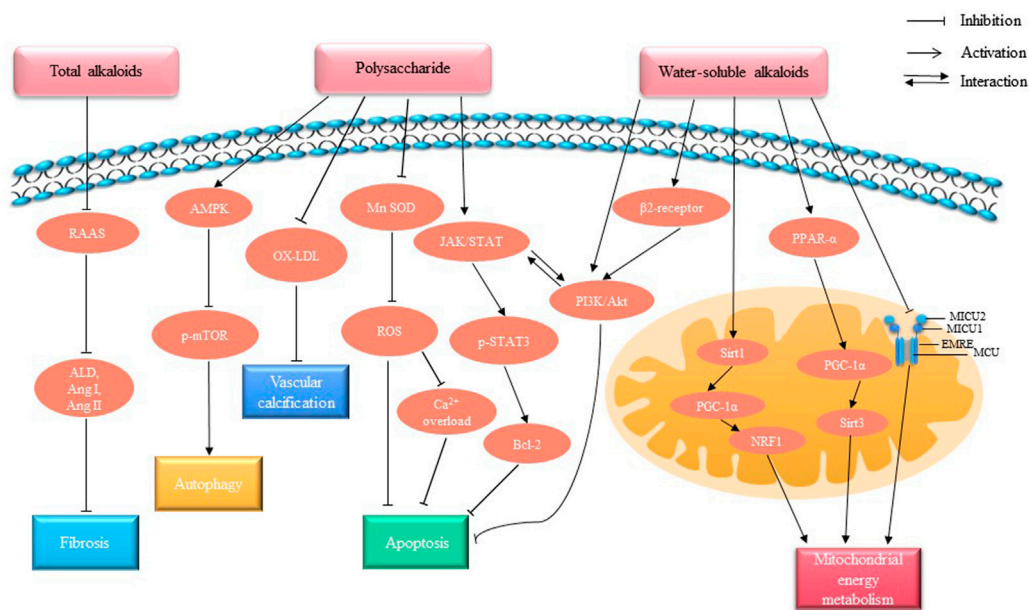 Inhibition
Activation
Interaction
Total alkaloids
Polysaccharide
Water-soluble alkaloids
RAAS
AMPK
OX-LDL
Mn SOD
JAK/STAT
β2-receptor
PPAR-α
PI3K/Akt
p-mTOR
ROS
p-STAT3
Sirt1
PGC-1α
MICU2
MICU1
EMRE
MCU
ALD,
Ang I,
Ang II
Vascular
calcification
Ca2+
overload
Bcl-2
PGC-1α
NRF1
Sirt3
Autophagy
Fibrosis
Apoptosis
Mitochondrial
energy
metabolism